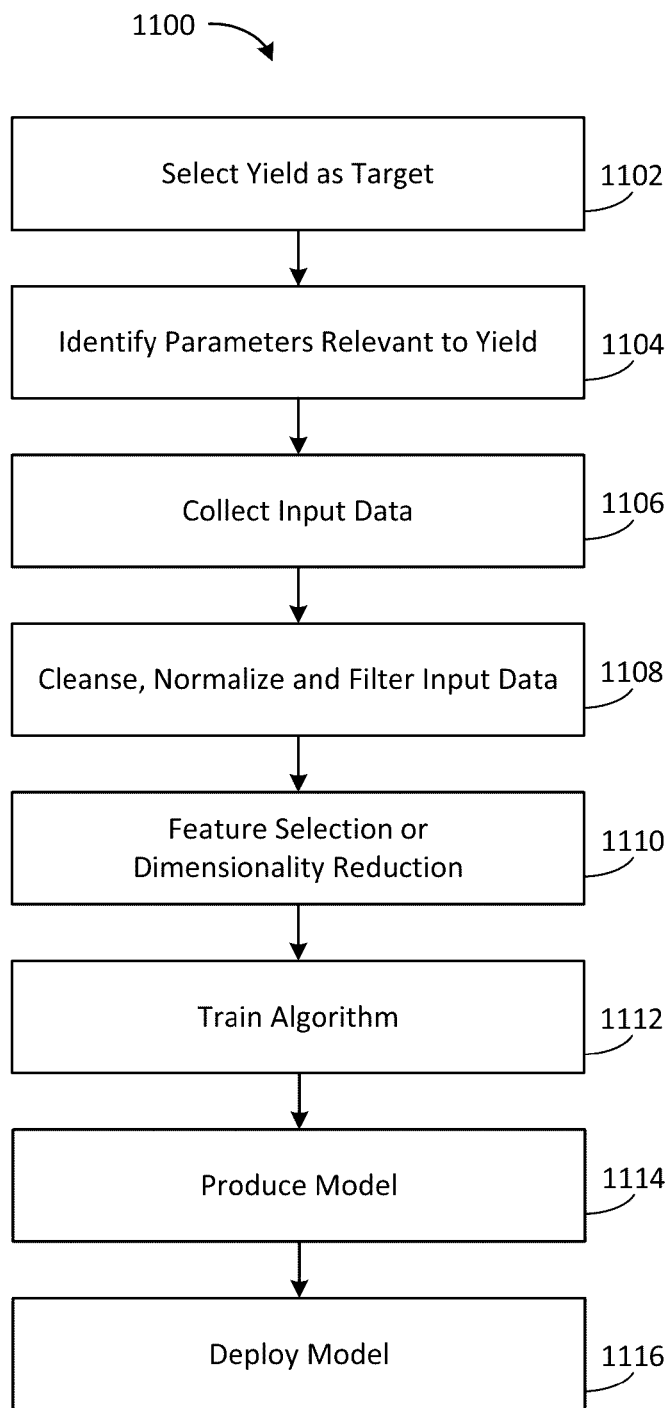 1100
Select Yield as Target
1102
Identify Parameters Relevant to Yield
1104
Collect Input Data
1106
Cleanse, Normalize and Filter Input Data
1108
Feature Selection or
Dimensionality Reduction
1110
Train Algorithm
1112
Produce Model
1114
Deploy Model
1116